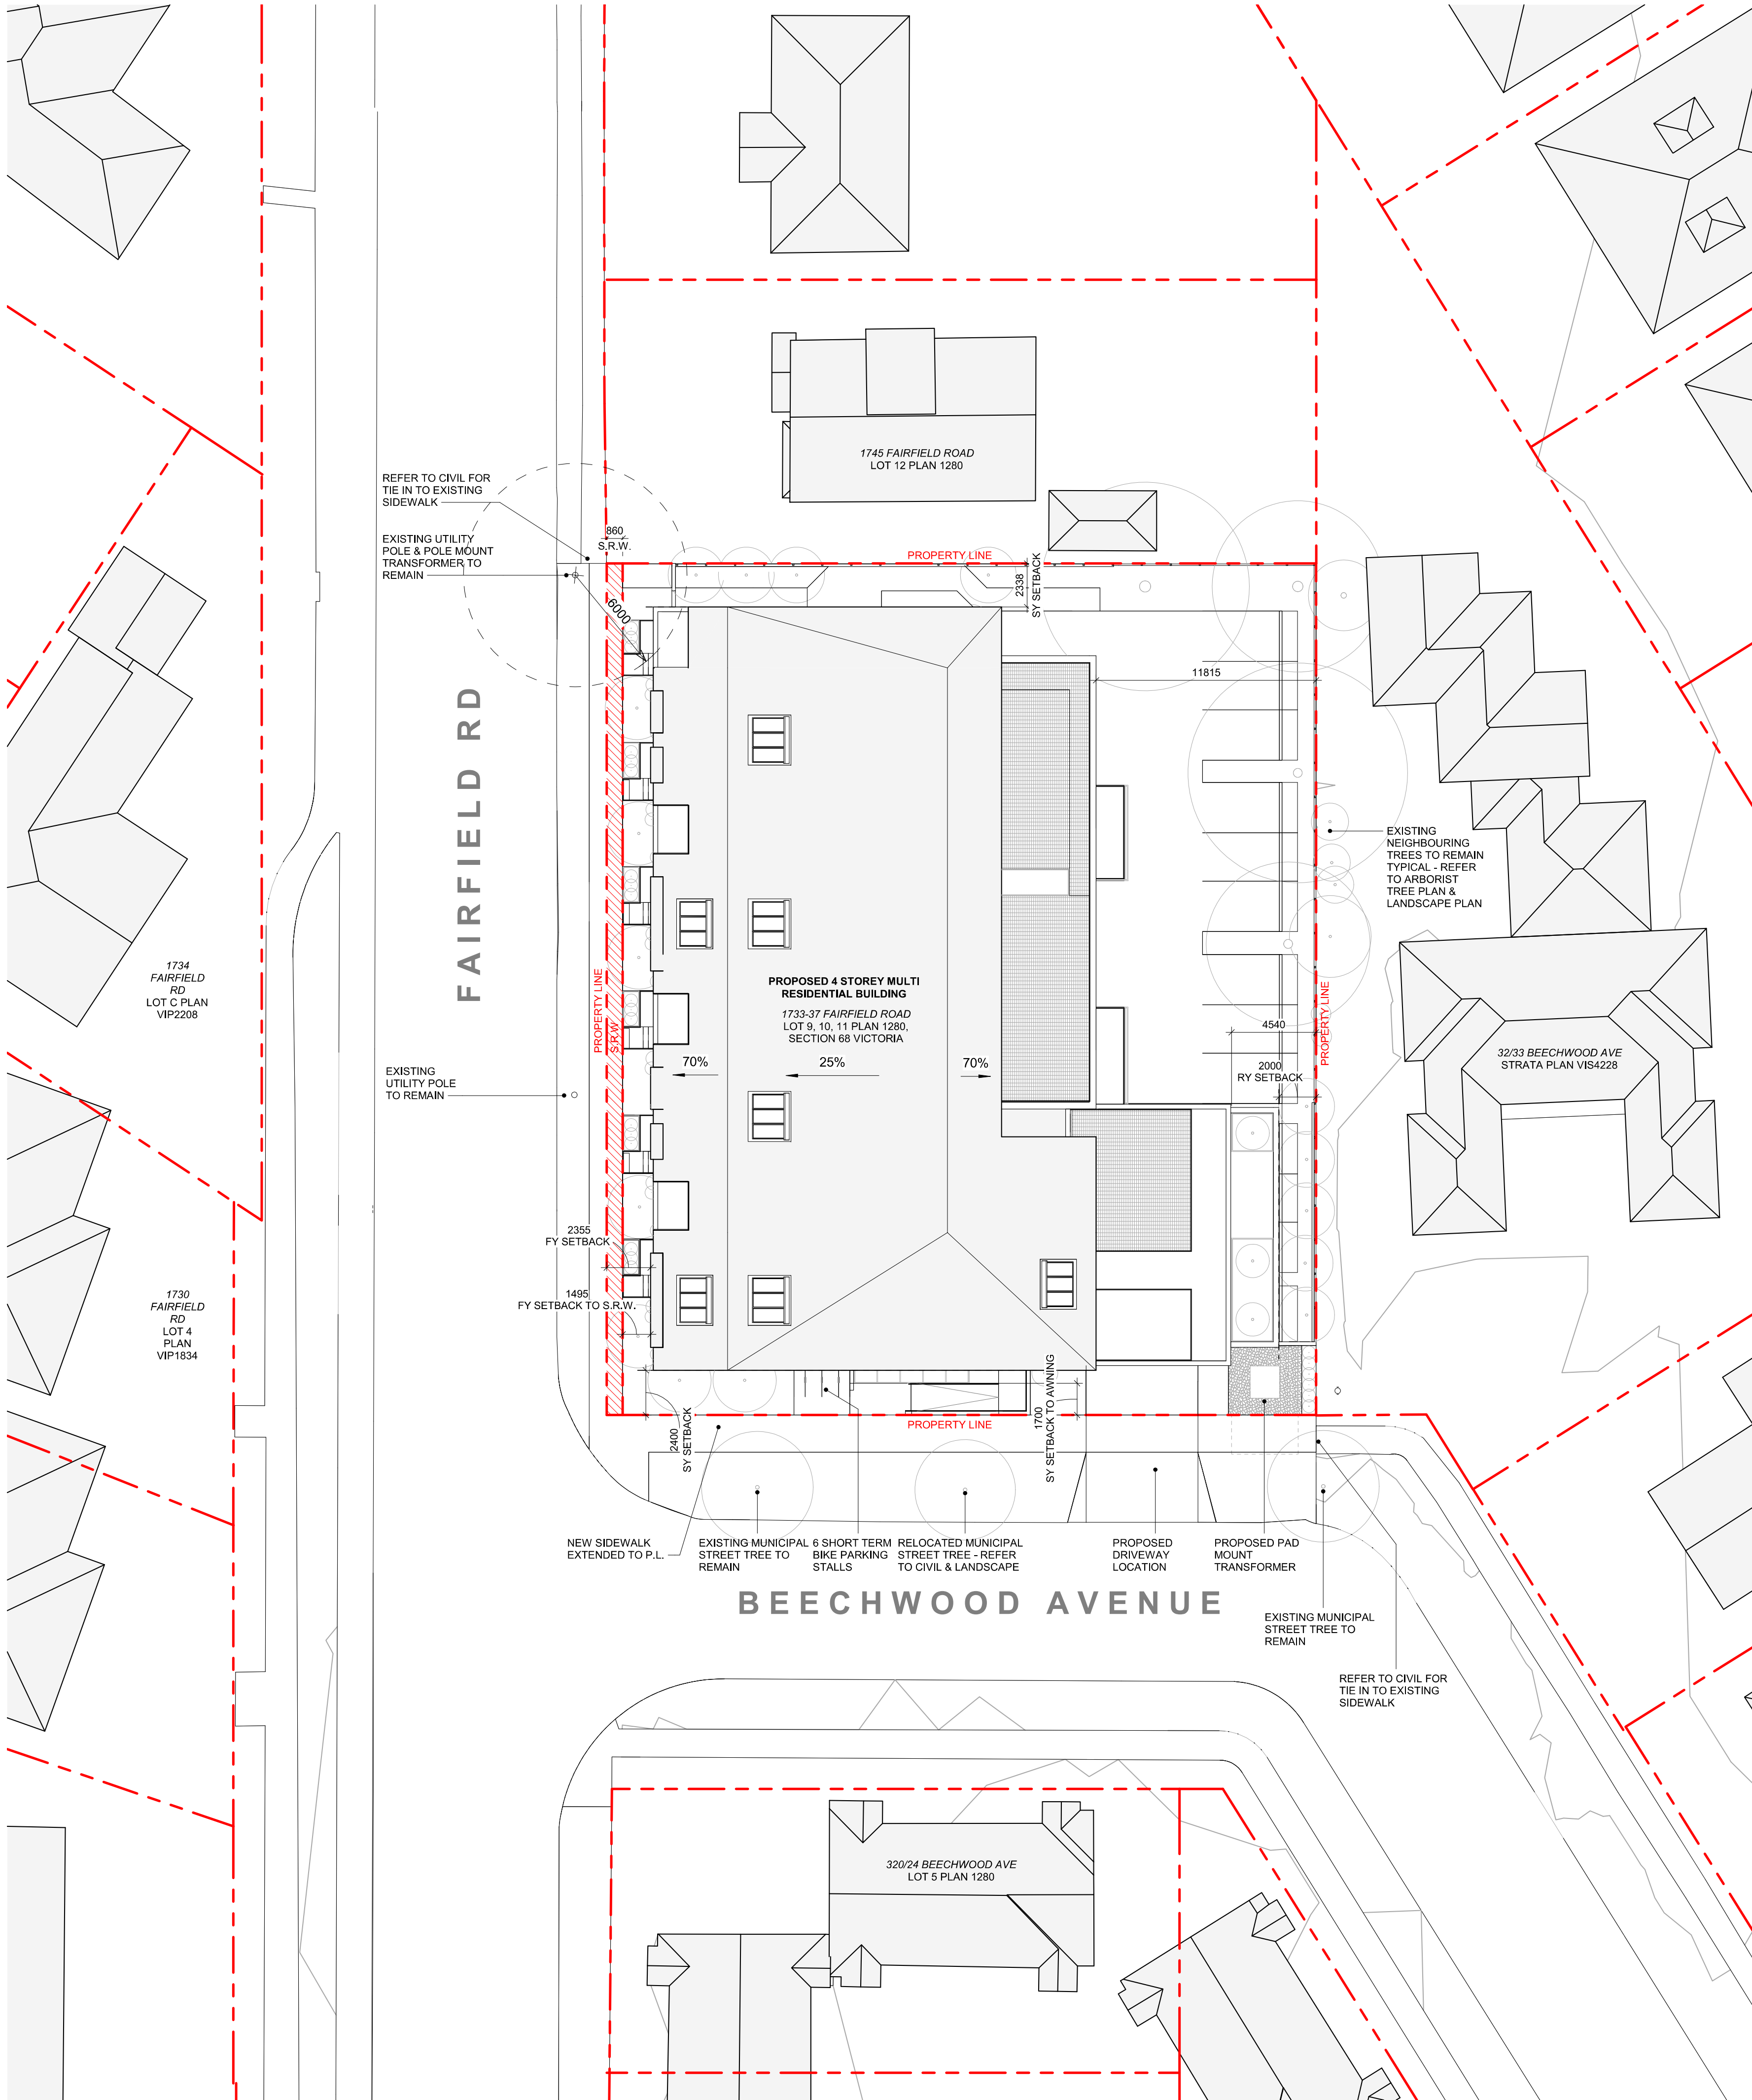 1745 FAIRFIELD ROAD
LOT 12 PLAN 1280
REFER TO CIVIL FOR
TIE IN TO EXISTING
SIDEWALK
EXISTING UTILITY
POLE & POLE MOUNT
TRANSFORMER TO
REMAIN
860
S.R.W.
PROPERTY LINE
2338
SY SETBACK
6000
11815
FAIRFIELD RD
EXISTING
NEIGHBOURING
TREES TO REMAIN
TYPICAL - REFER
TO ARBORIST
TREE PLAN &
LANDSCAPE PLAN
1734
FAIRFIELD
RD
LOT C PLAN
VIP2208
PROPERTY LINE
S.R.W.
PROPOSED 4 STOREY MULTI
RESIDENTIAL BUILDING
1733-37 FAIRFIELD ROAD
LOT 9, 10, 11 PLAN 1280,
SECTION 68 VICTORIA
70%
25%
70%
PROPERTY LINE
4540
2000
RY SETBACK
32/33 BEECHWOOD AVE
STRATA PLAN VIS4228
EXISTING
UTILITY POLE
TO REMAIN
2355
FY SETBACK
1495
FY SETBACK TO S.R.W.
1730
FAIRFIELD
RD
LOT 4
PLAN
VIP1834
2400
SY SETBACK
PROPERTY LINE
1700
SY SETBACK TO AWNING
NEW SIDEWALK
EXTENDED TO P.L.
EXISTING MUNICIPAL
STREET TREE TO
REMAIN
6 SHORT TERM
BIKE PARKING
STALLS
RELOCATED MUNICIPAL
STREET TREE - REFER
TO CIVIL & LANDSCAPE
PROPOSED
DRIVEWAY
LOCATION
PROPOSED PAD
MOUNT
TRANSFORMER
BEECHWOOD AVENUE
EXISTING MUNICIPAL
STREET TREE TO
REMAIN
REFER TO CIVIL FOR
TIE IN TO EXISTING
SIDEWALK
320/24 BEECHWOOD AVE
LOT 5 PLAN 1280